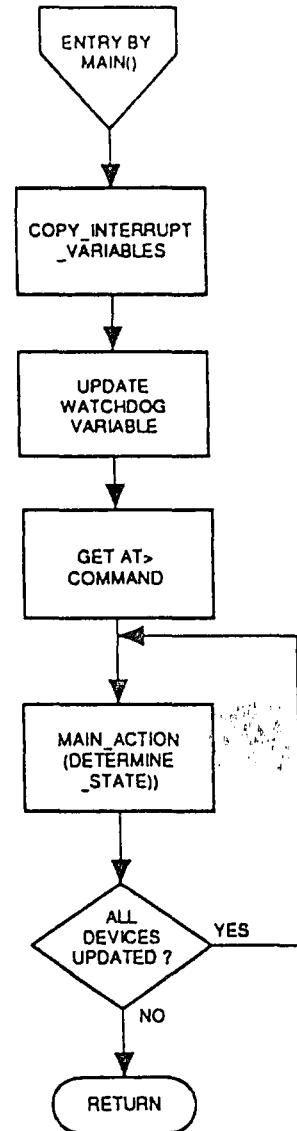 ENTRY BY
MAIN()
COPY_INTERRUPT
_VARIABLES
UPDATE
WATCHDOG
VARIABLE
GET AT>
COMMAND
MAIN_ACTION
(DETERMINE
_STATE))
ALL
DEVICES
UPDATED ?
YES
NO
RETURN